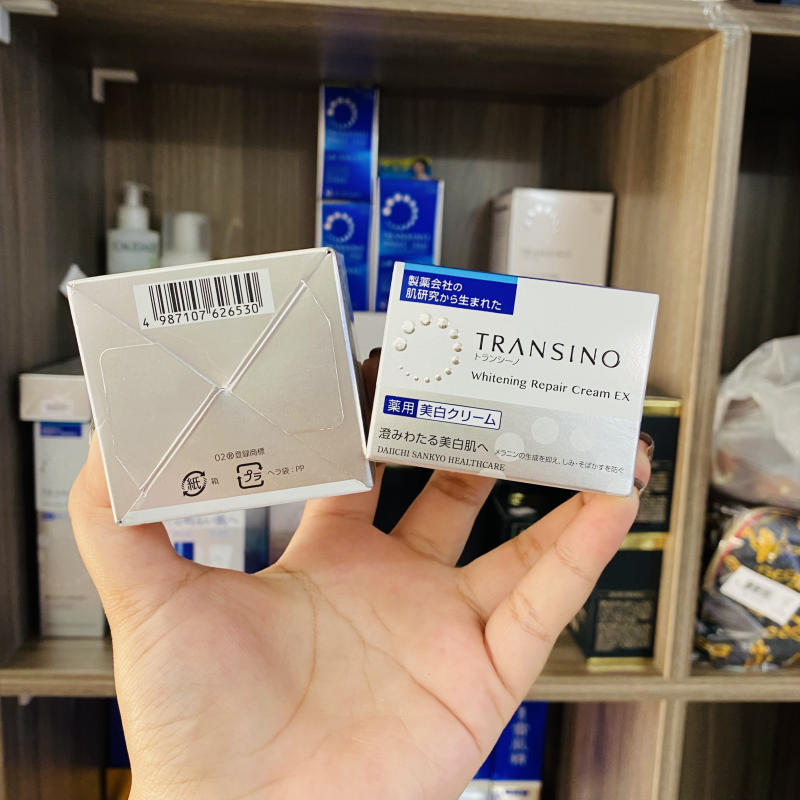 4 987107 626530
02®登録商標
紙 箱
プラ ヘラ袋：PP
製薬会社の
肌研究から生まれた
TRANSINO
トランシーノ
Whitening Repair Cream EX
薬用 美白クリーム
澄みわたる美白肌へ
メラニンの生成を抑え、しみ・そばかすを防ぐ
DAIICHI SANKYO HEALTHCARE
TRANSINO
TRANSINO